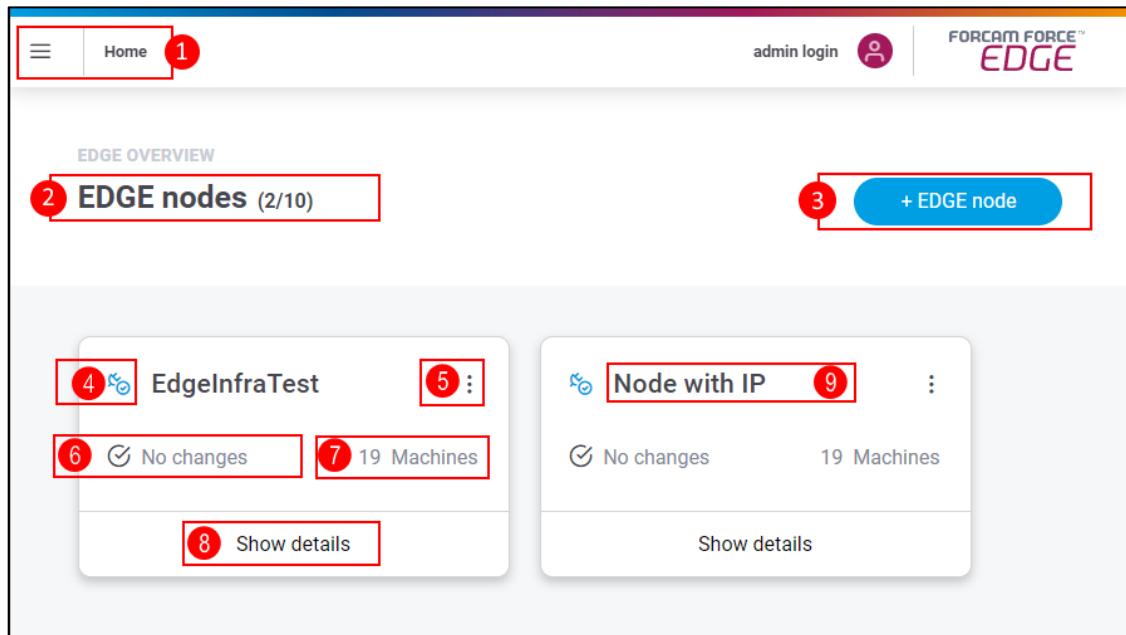 Home 1 admin login FORCAM FORCE™
EDGE
EDGE OVERVIEW
2 EDGE nodes (2/10) 3 + EDGE node
4 EdgeInfraTest 5 Node with IP 9
6 No changes 7 19 Machines No changes 19 Machines
8 Show details Show details